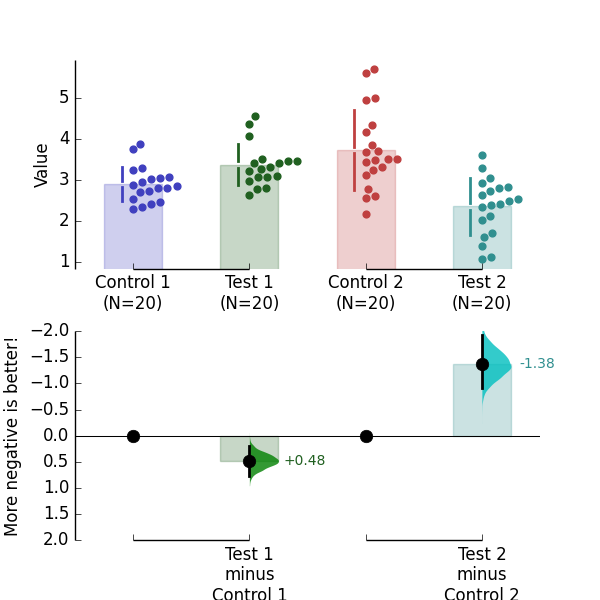 Value
5
4
3
2
1
Control 1 Test 1 Control 2 Test 2
(N=20) (N=20) (N=20) (N=20)
More negative is better!
−2.0
−1.5
−1.0
−0.5
0.0
0.5
1.0
1.5
2.0
-1.38
+0.48
Test 1 Test 2
minus minus
Control 1 Control 2